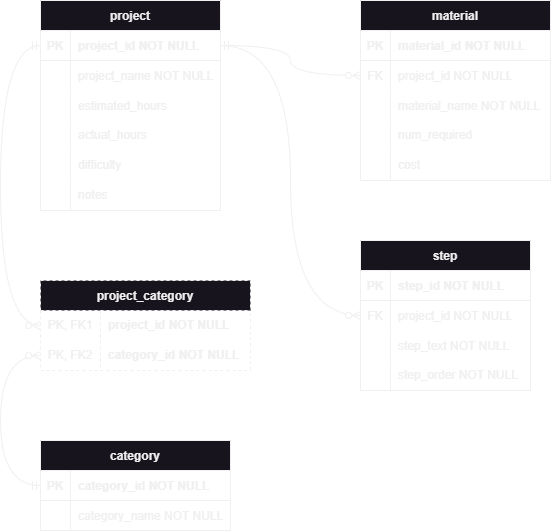 project
PK project_id NOT NULL
project_name NOT NULL
estimated_hours
actual_hours
difficulty
notes
material
PK material_id NOT NULL
FK project_id NOT NULL
material_name NOT NULL
num_required
cost
step
PK step_id NOT NULL
FK project_id NOT NULL
step_text NOT NULL
step_order NOT NULL
project_category
PK, FK1 project_id NOT NULL
PK, FK2 category_id NOT NULL
category
PK category_id NOT NULL
category_name NOT NULL